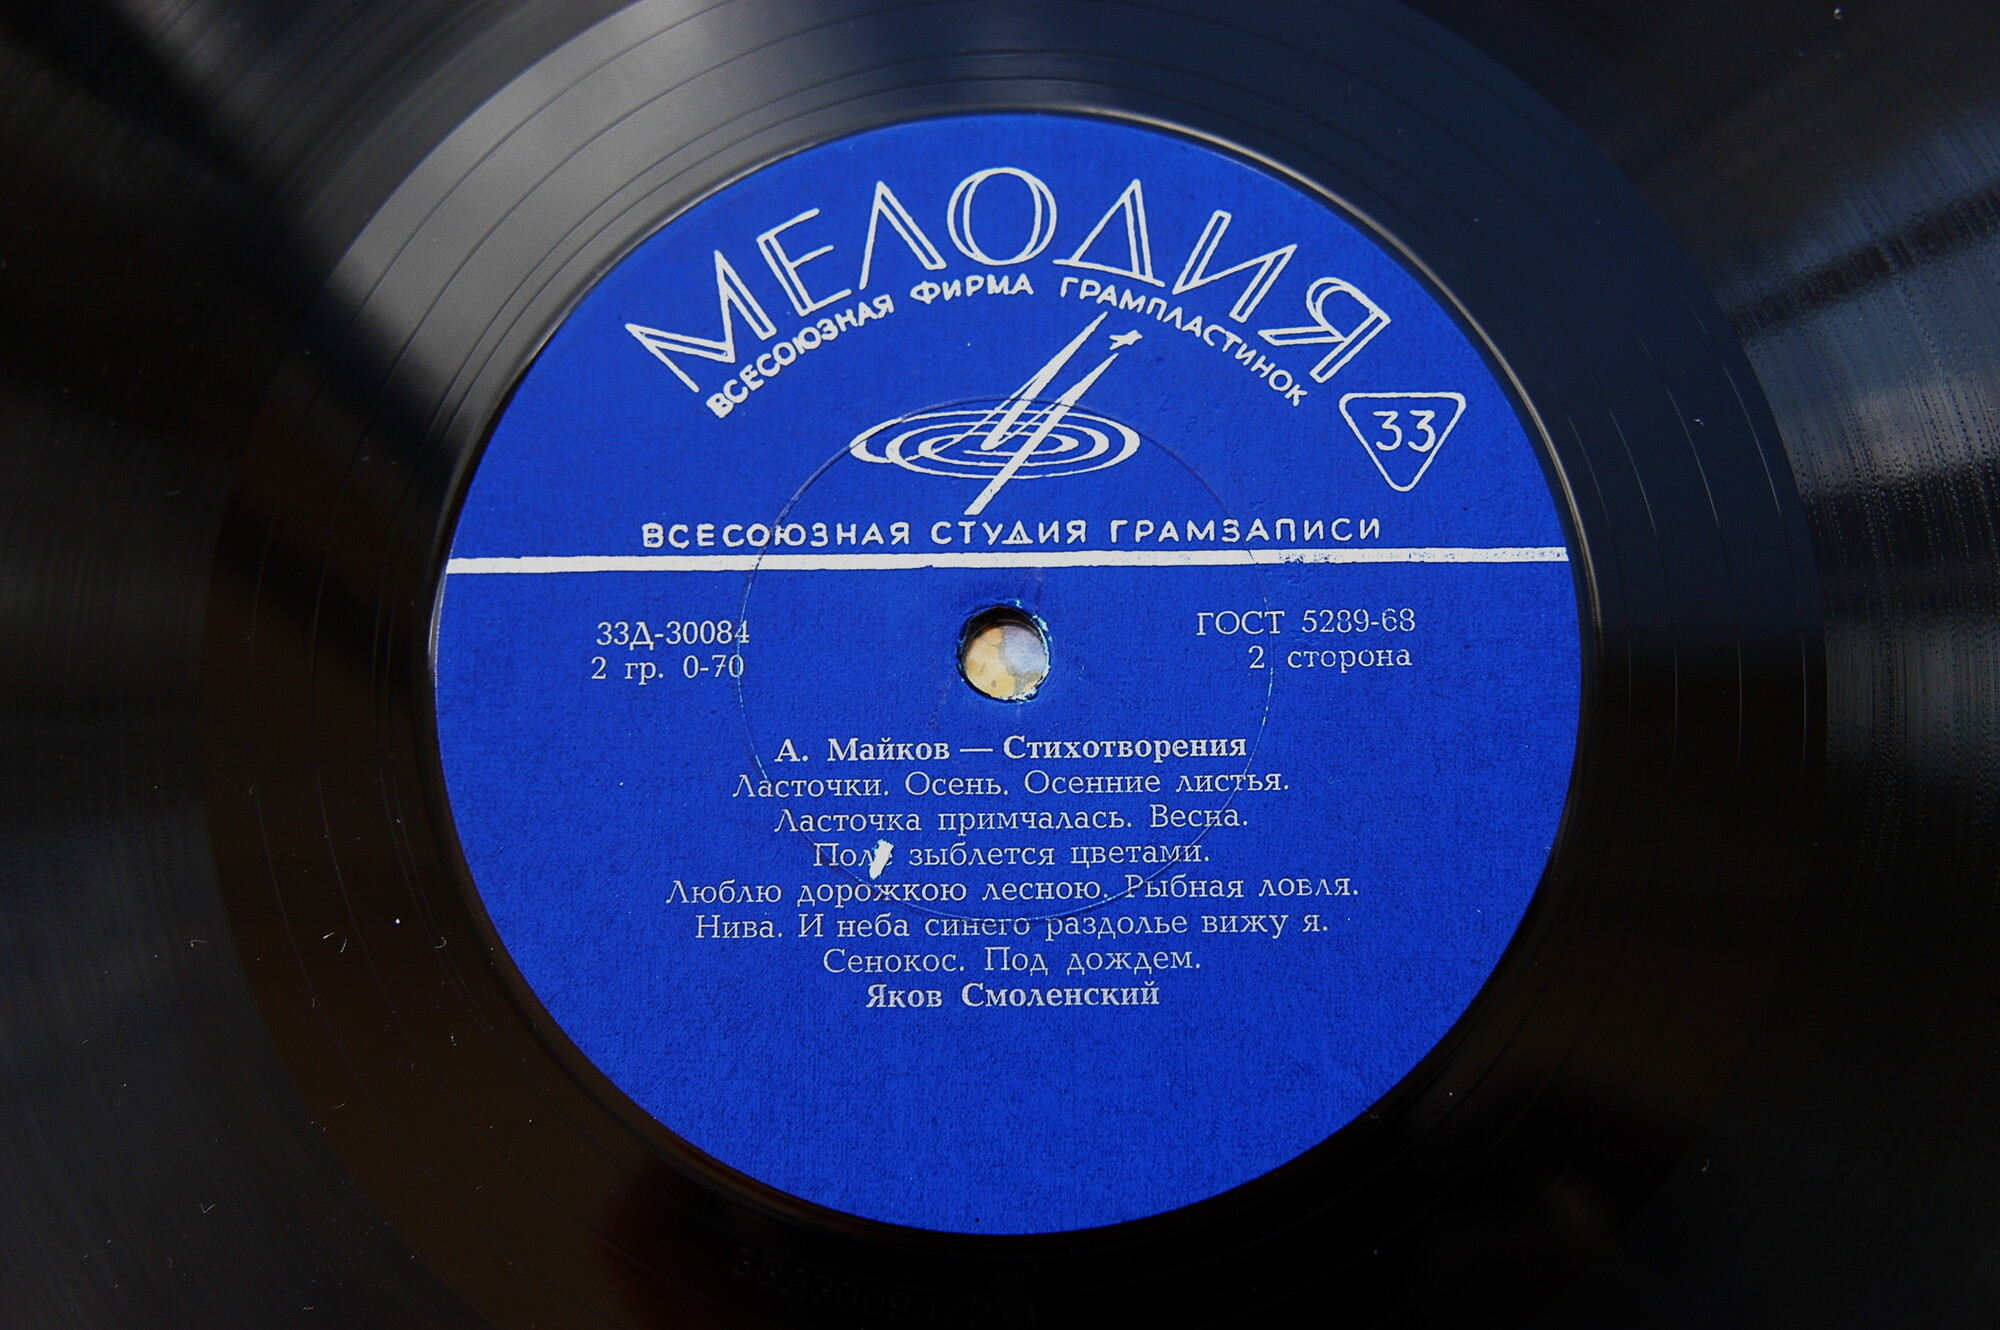 МЕЛОДИЯ
ВСЕСОЮЗНАЯ ФИРМА ГРАМПЛАСТИНОК
33
ВСЕСОЮЗНАЯ СТУДИЯ ГРАМЗАПИСИ
33Д-30084
2 гр. 0-70
ГОСТ 5289-68
2 сторона
А. Майков — Стихотворения
Ласточки. Осень. Осенние листья.
Ласточка примчалась. Весна.
Поле зыблется цветами.
Люблю дорожкою лесною. Рыбная ловля.
Нива. И неба синего раздолье вижу я.
Сенокос. Под дождем.
Яков Смоленский